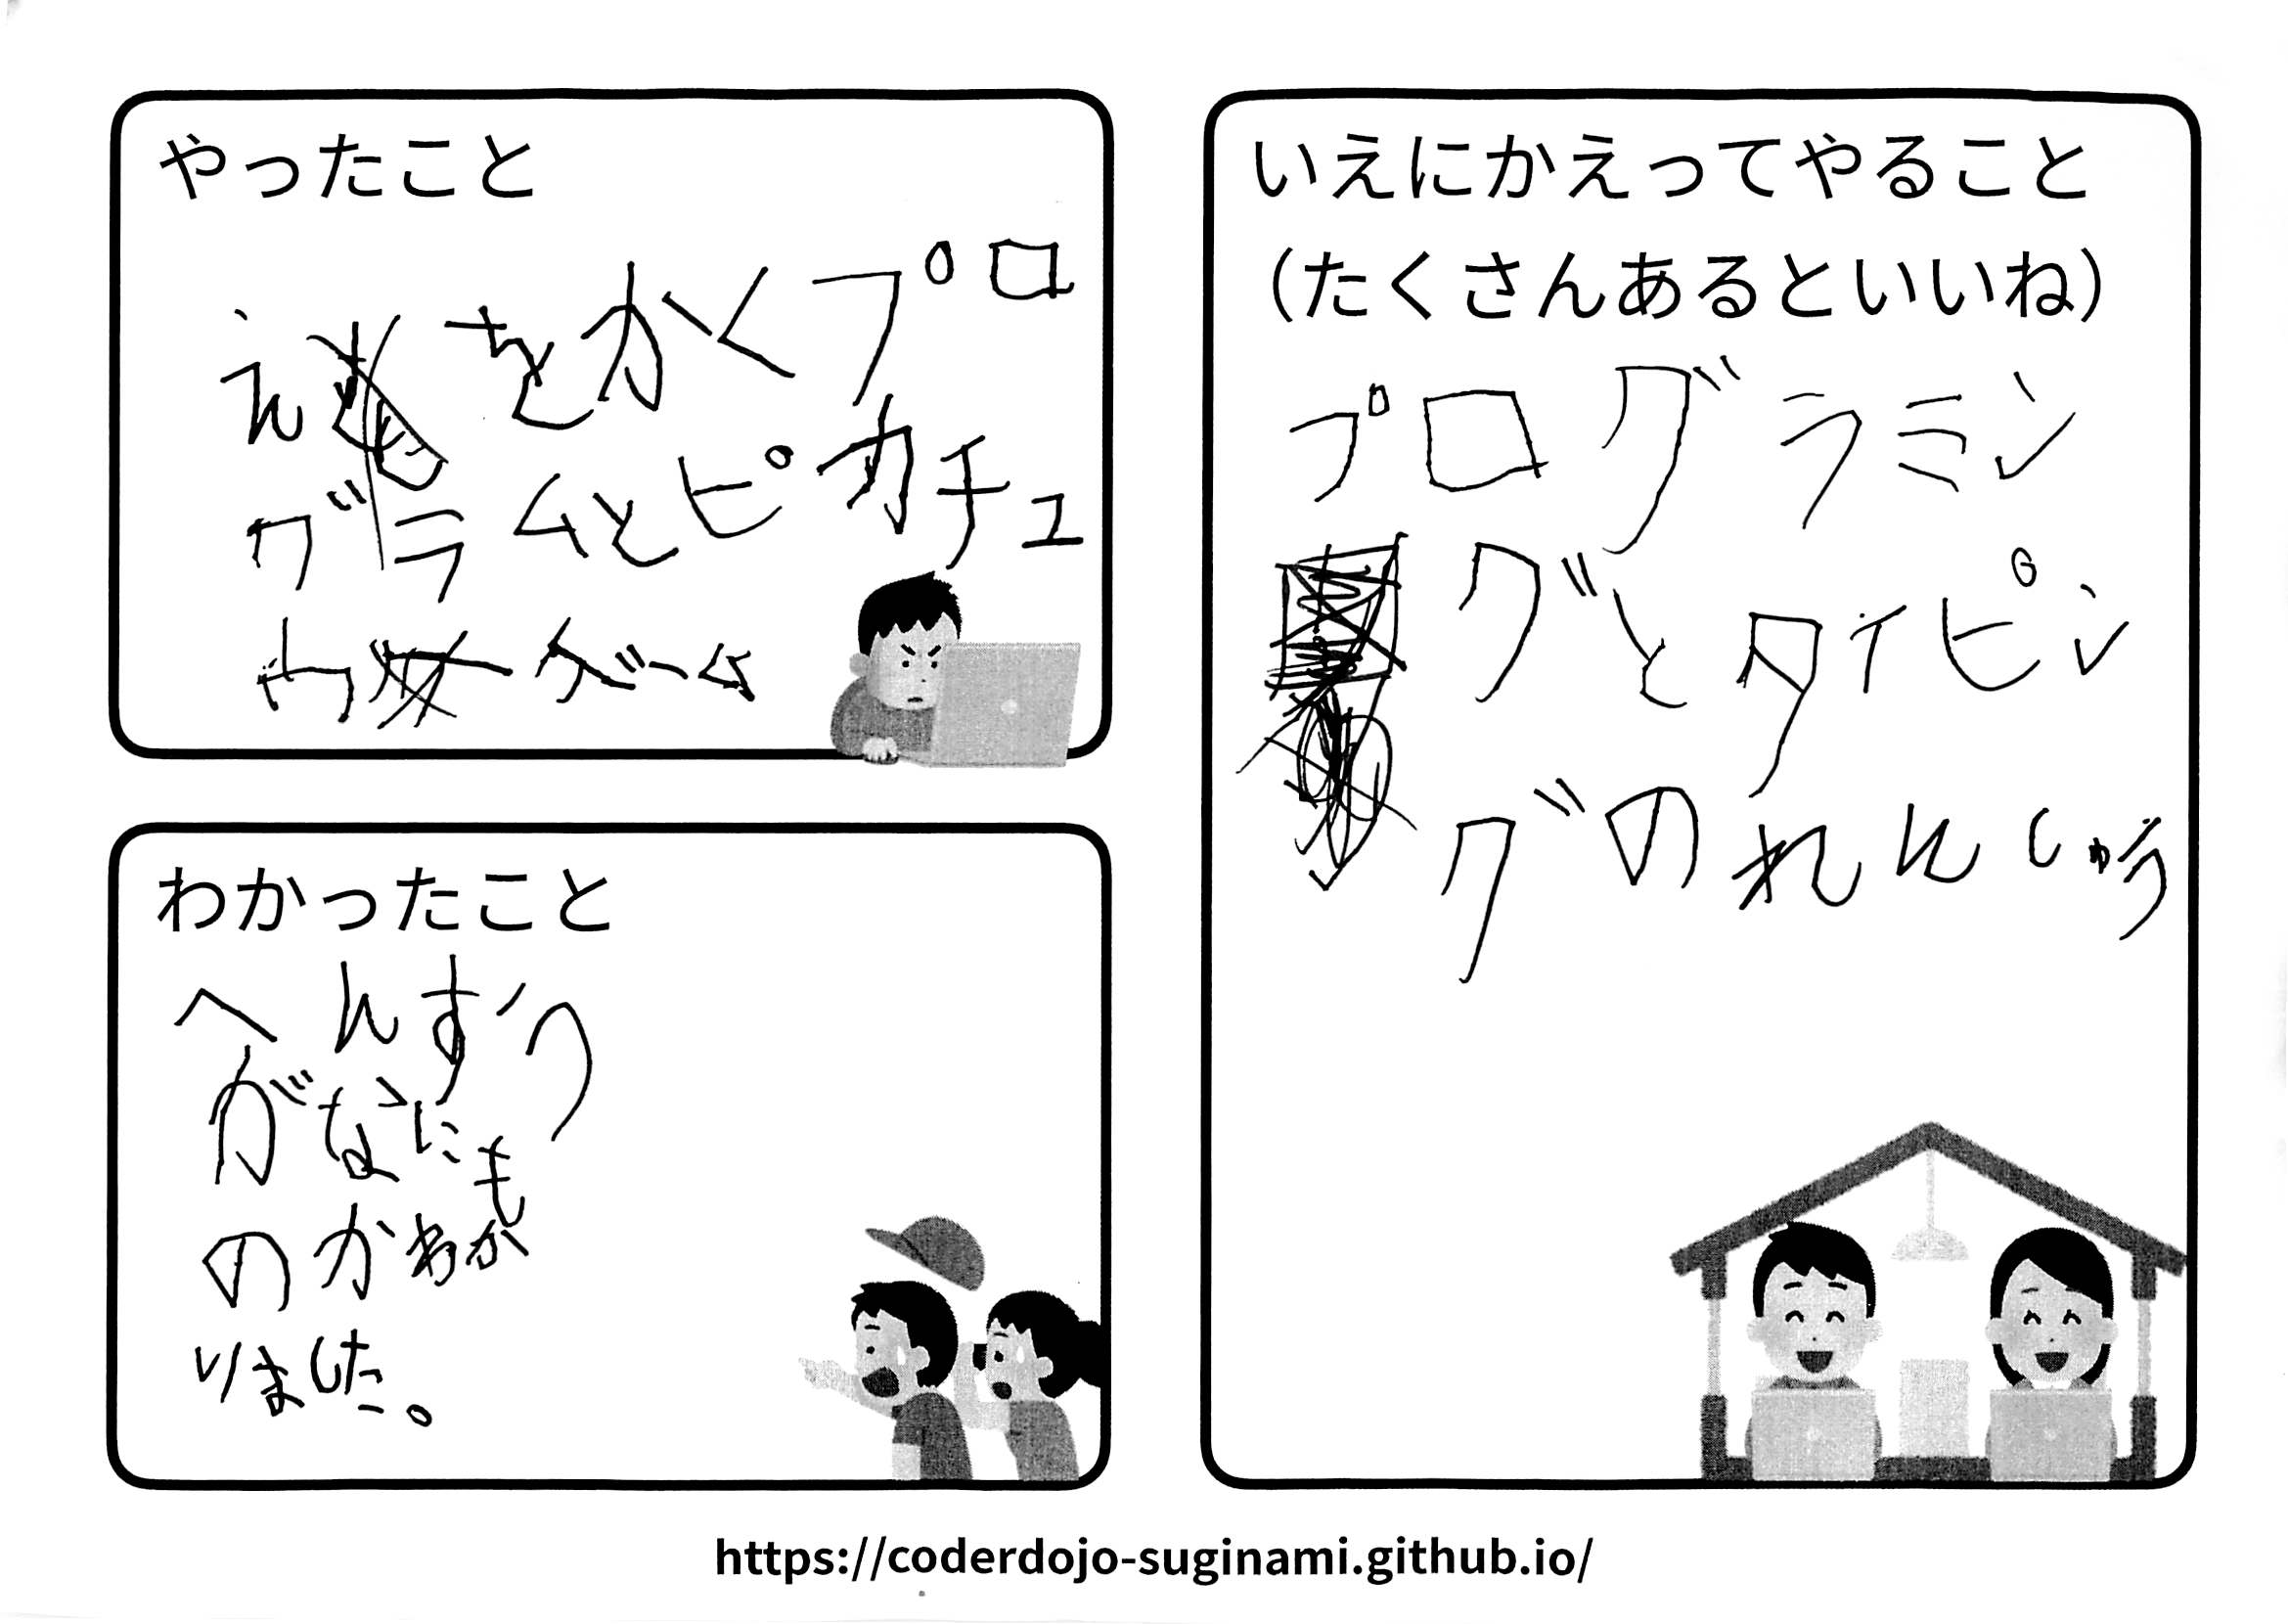 やったこと
えをかくプロ
グラムとピカチュ
ウゲーム
わかったこと
へんすう
がなにも
のかわか
りました。
いえにかえってやること
(たくさんあるといいね)
プログラミン
グとタイピン
グのれんしゅう
https://coderdojo-suginami.github.io/